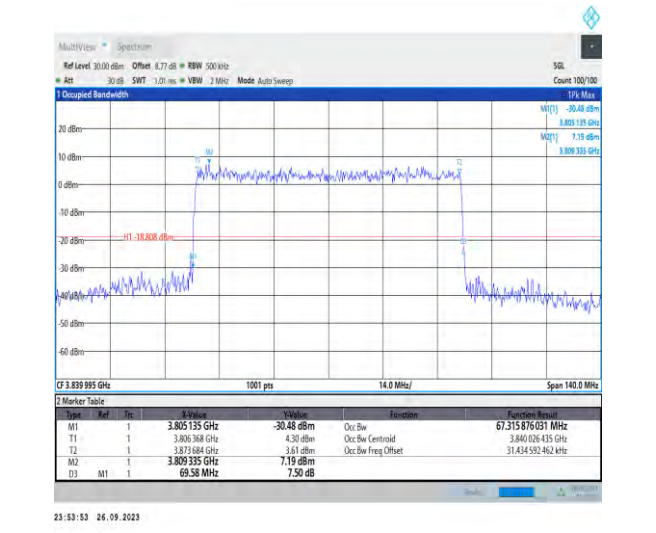 MultiView Spectrum
Ref Level 30.00 dBm Offset 8.77 dB RBW 500 kHz SGL
Att 30 dB SWT 1.01 ms VBW 2 MHz Mode Auto Sweep Count 100/100
1 Occupied Bandwidth 1Pk Max
M1[1] -30.48 dBm
3.805 135 GHz
M2[1] 7.19 dBm
3.809 335 GHz
20 dBm
M2
10 dBm
T1 T2
0 dBm
-10 dBm
H1 -18.808 dBm
-20 dBm
D3
M1
-30 dBm
-40 dBm
-50 dBm
-60 dBm
CF 3.839 995 GHz 1001 pts 14.0 MHz/ Span 140.0 MHz
2 Marker Table
Type Ref Trc X-Value Y-Value Function Function Result
M1 1 3.805 135 GHz -30.48 dBm Occ Bw 67.315 876 031 MHz
T1 1 3.806 368 GHz 4.30 dBm Occ Bw Centroid 3.840 026 435 GHz
T2 1 3.873 684 GHz 3.61 dBm Occ Bw Freq Offset 31.434 592 462 kHz
M2 1 3.809 335 GHz 7.19 dBm
D3 M1 1 69.58 MHz 7.50 dB
23:53:53 26.09.2023